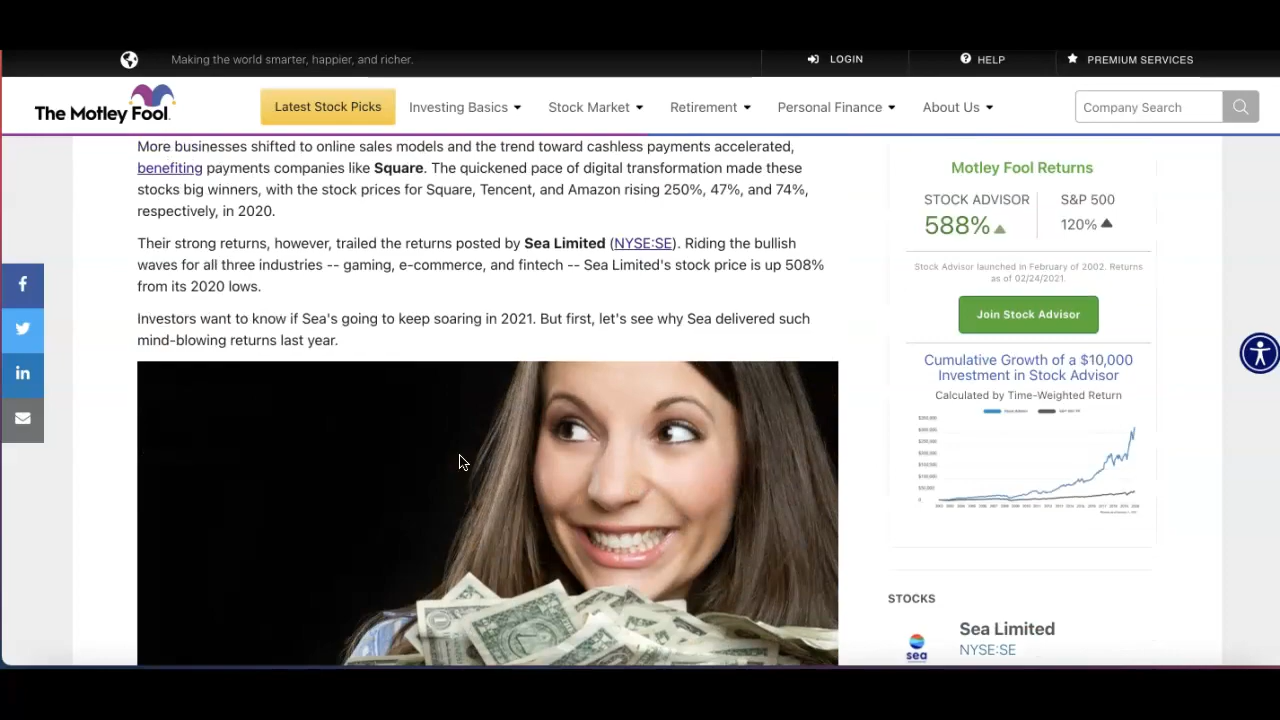 Making the world smarter, happier, and richer.
LOGIN
HELP
PREMIUM SERVICES
The Motley Fool.
Latest Stock Picks
Investing Basics
Stock Market
Retirement
Personal Finance
About Us
Company Search
More businesses shifted to online sales models and the trend toward cashless payments accelerated,
benefiting payments companies like Square. The quickened pace of digital transformation made these
stocks big winners, with the stock prices for Square, Tencent, and Amazon rising 250%, 47%, and 74%,
respectively, in 2020.
Their strong returns, however, trailed the returns posted by Sea Limited (NYSE:SE). Riding the bullish
waves for all three industries -- gaming, e-commerce, and fintech -- Sea Limited's stock price is up 508%
from its 2020 lows.
Investors want to know if Sea's going to keep soaring in 2021. But first, let's see why Sea delivered such
mind-blowing returns last year.
Motley Fool Returns
STOCK ADVISOR
S&P 500
588%
120%
Stock Advisor launched in February of 2002. Returns
as of 02/24/2021.
Join Stock Advisor
Cumulative Growth of a $10,000
Investment in Stock Advisor
Calculated by Time-Weighted Return
STOCKS
sea
Sea Limited
NYSE:SE